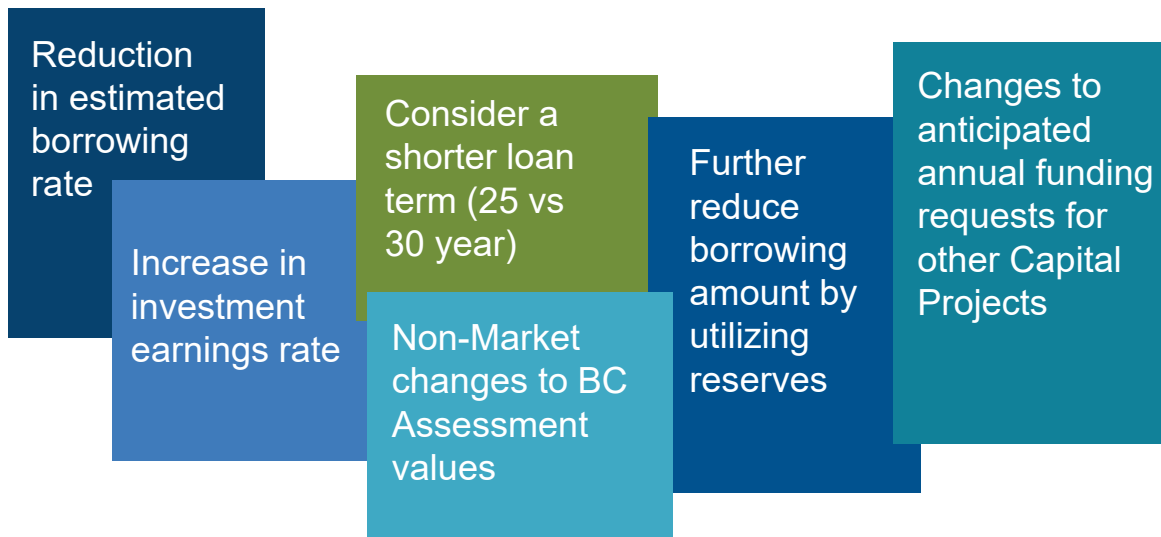 Reduction
in estimated
borrowing
rate
Increase in
investment
earnings rate
Consider a
shorter loan
term (25 vs
30 year)
Non-Market
changes to BC
Assessment
values
Further
reduce
borrowing
amount by
utilizing
reserves
Changes to
anticipated
annual funding
requests for
other Capital
Projects